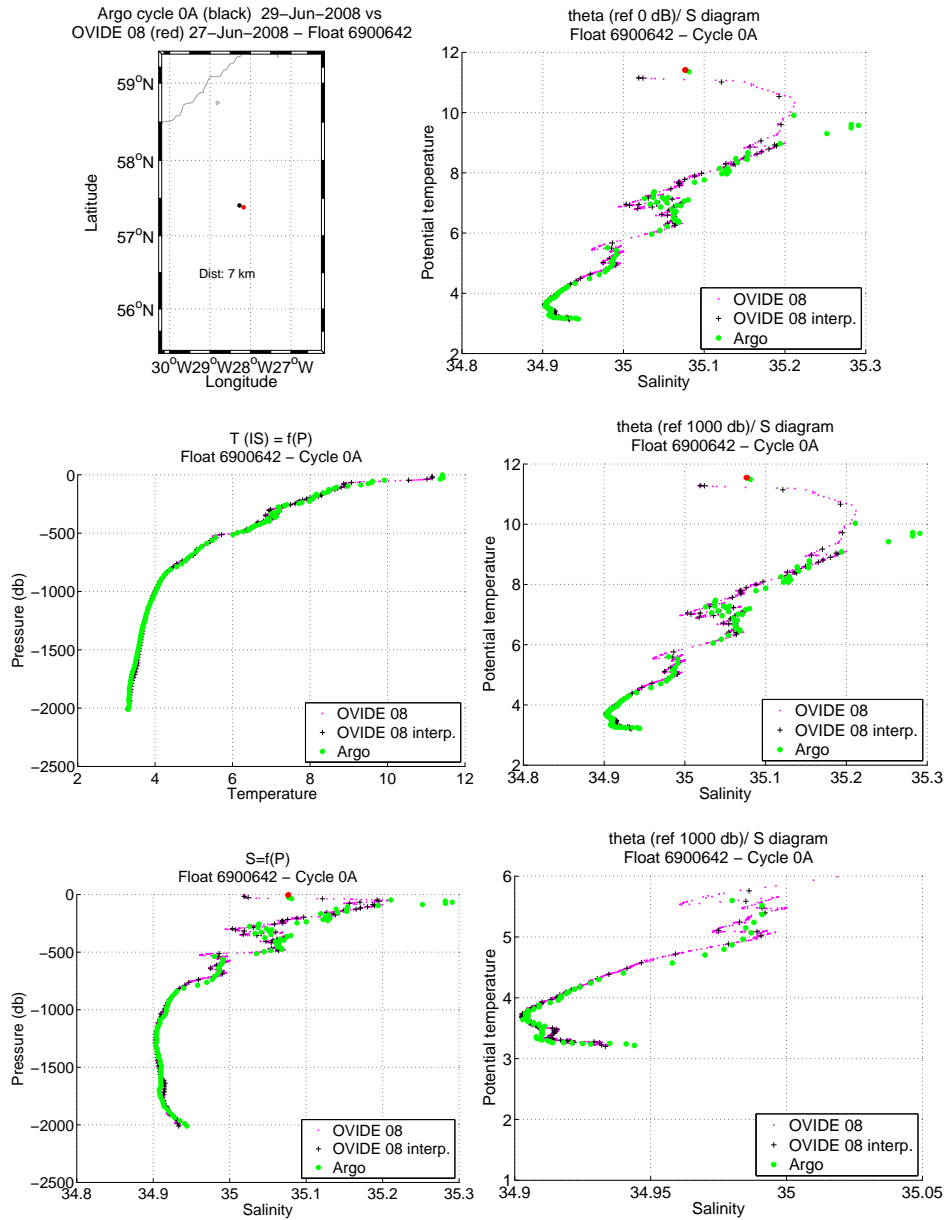 Argo cycle 0A (black)  29−Jun−2008 vs
OVIDE 08 (red) 27−Jun−2008 − Float 6900642
59°N
58°N
57°N
56°N
Latitude
Dist: 7 km
30°W 29°W 28°W 27°W
Longitude
theta (ref 0 dB)/ S diagram
Float 6900642 − Cycle 0A
12
10
8
6
4
2
Potential temperature
OVIDE 08
OVIDE 08 interp.
Argo
34.8 34.9 35 35.1 35.2 35.3
Salinity
T (IS) = f(P)
Float 6900642 − Cycle 0A
0
−500
−1000
−1500
−2000
−2500
Pressure (db)
OVIDE 08
OVIDE 08 interp.
Argo
2 4 6 8 10 12
Temperature
theta (ref 1000 db)/ S diagram
Float 6900642 − Cycle 0A
12
10
8
6
4
2
Potential temperature
OVIDE 08
OVIDE 08 interp.
Argo
34.8 34.9 35 35.1 35.2 35.3
Salinity
S=f(P)
Float 6900642 − Cycle 0A
0
−500
−1000
−1500
−2000
−2500
Pressure (db)
OVIDE 08
OVIDE 08 interp.
Argo
34.8 34.9 35 35.1 35.2 35.3
Salinity
theta (ref 1000 db)/ S diagram
Float 6900642 − Cycle 0A
6
5
4
3
2
1
Potential temperature
OVIDE 08
OVIDE 08 interp.
Argo
34.9 34.95 35 35.05
Salinity